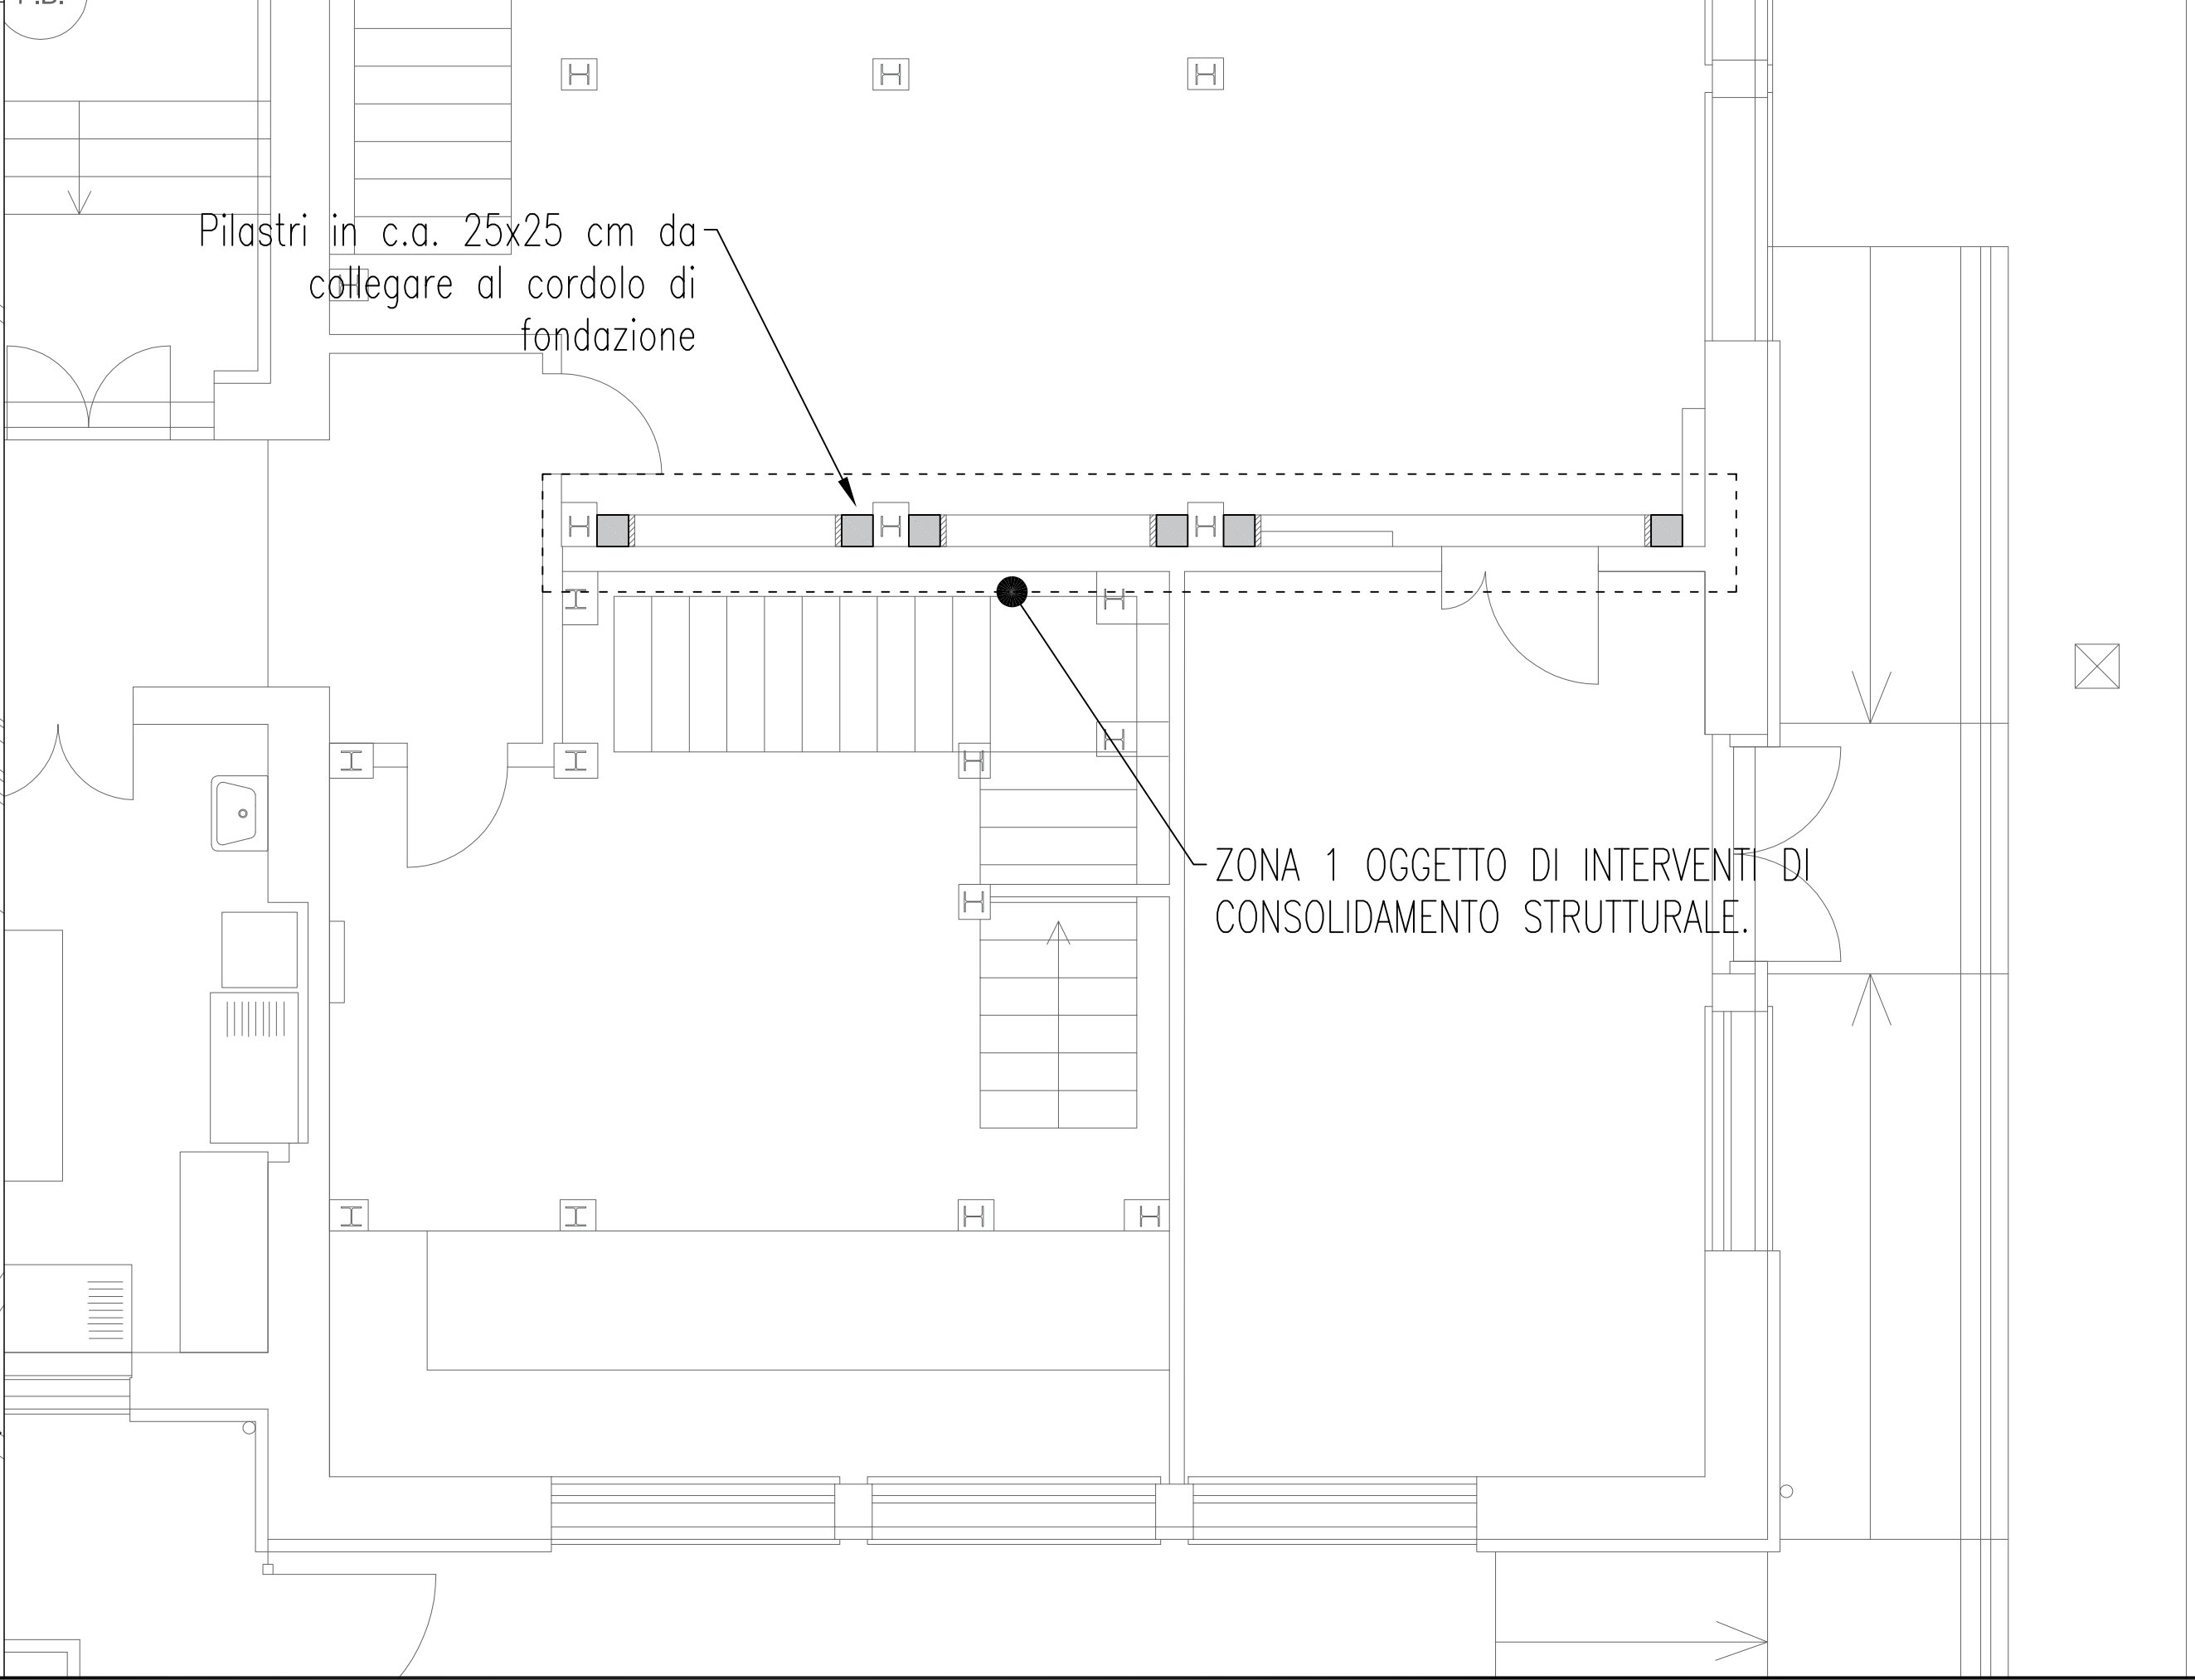 Pilastri in c.a. 25x25 cm da
collegare al cordolo di
fondazione
ZONA 1 OGGETTO DI INTERVENTI DI
CONSOLIDAMENTO STRUTTURALE.